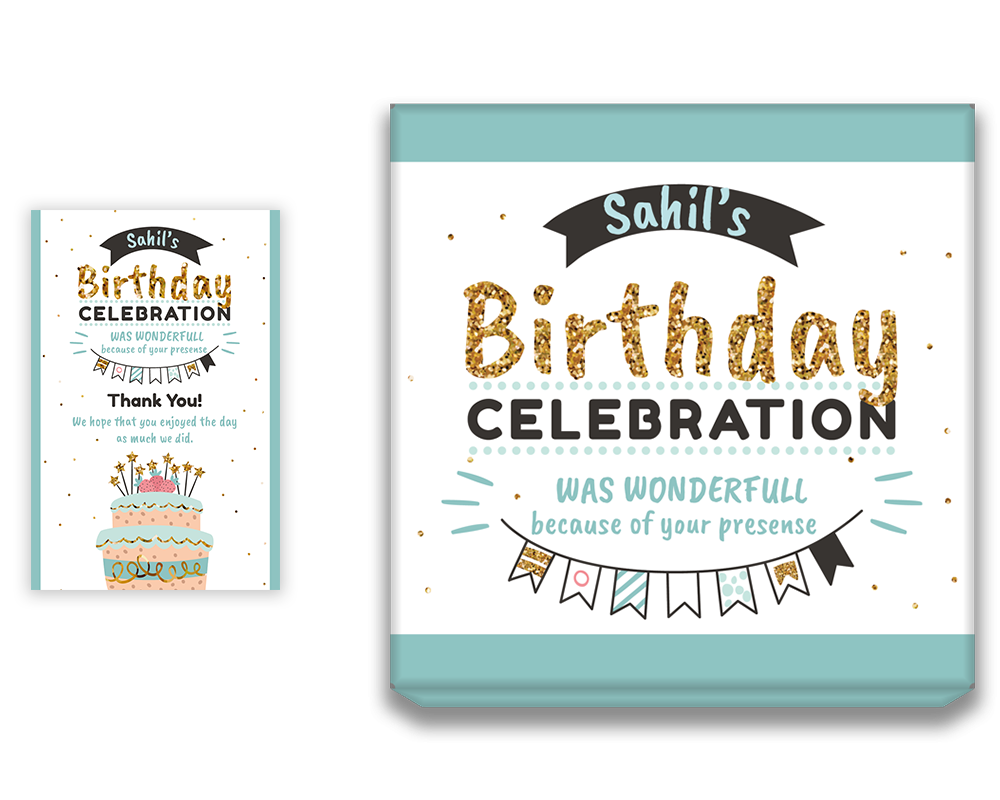 Sahil's
Birthday
CELEBRATION
WAS WONDERFULL
because of your presense
Thank You!
We hope that you enjoyed the day
as much we did.
Sahil's
Birthday
CELEBRATION
WAS WONDERFULL
because of your presense